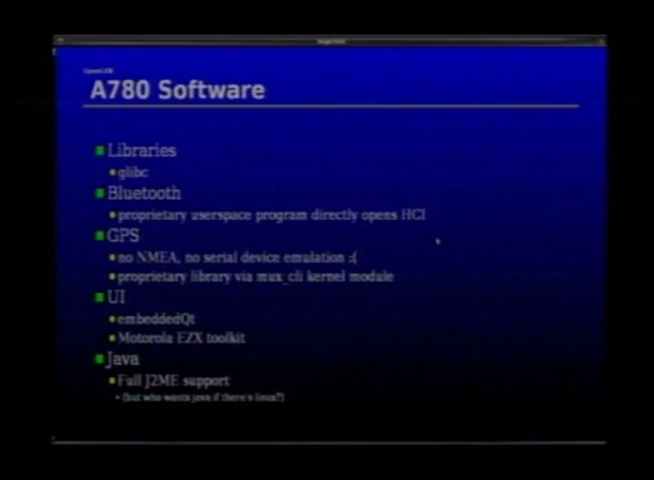 A780 Software
Libraries
glibc
Bluetooth
proprietary userspace program directly opens HCI
GPS
no NMEA, no serial device emulation :(
proprietary library via mux_cli kernel module
UI
embeddedQt
Motorola EZX toolkit
Java
Full J2ME support
(but who wants java if there's linux?)